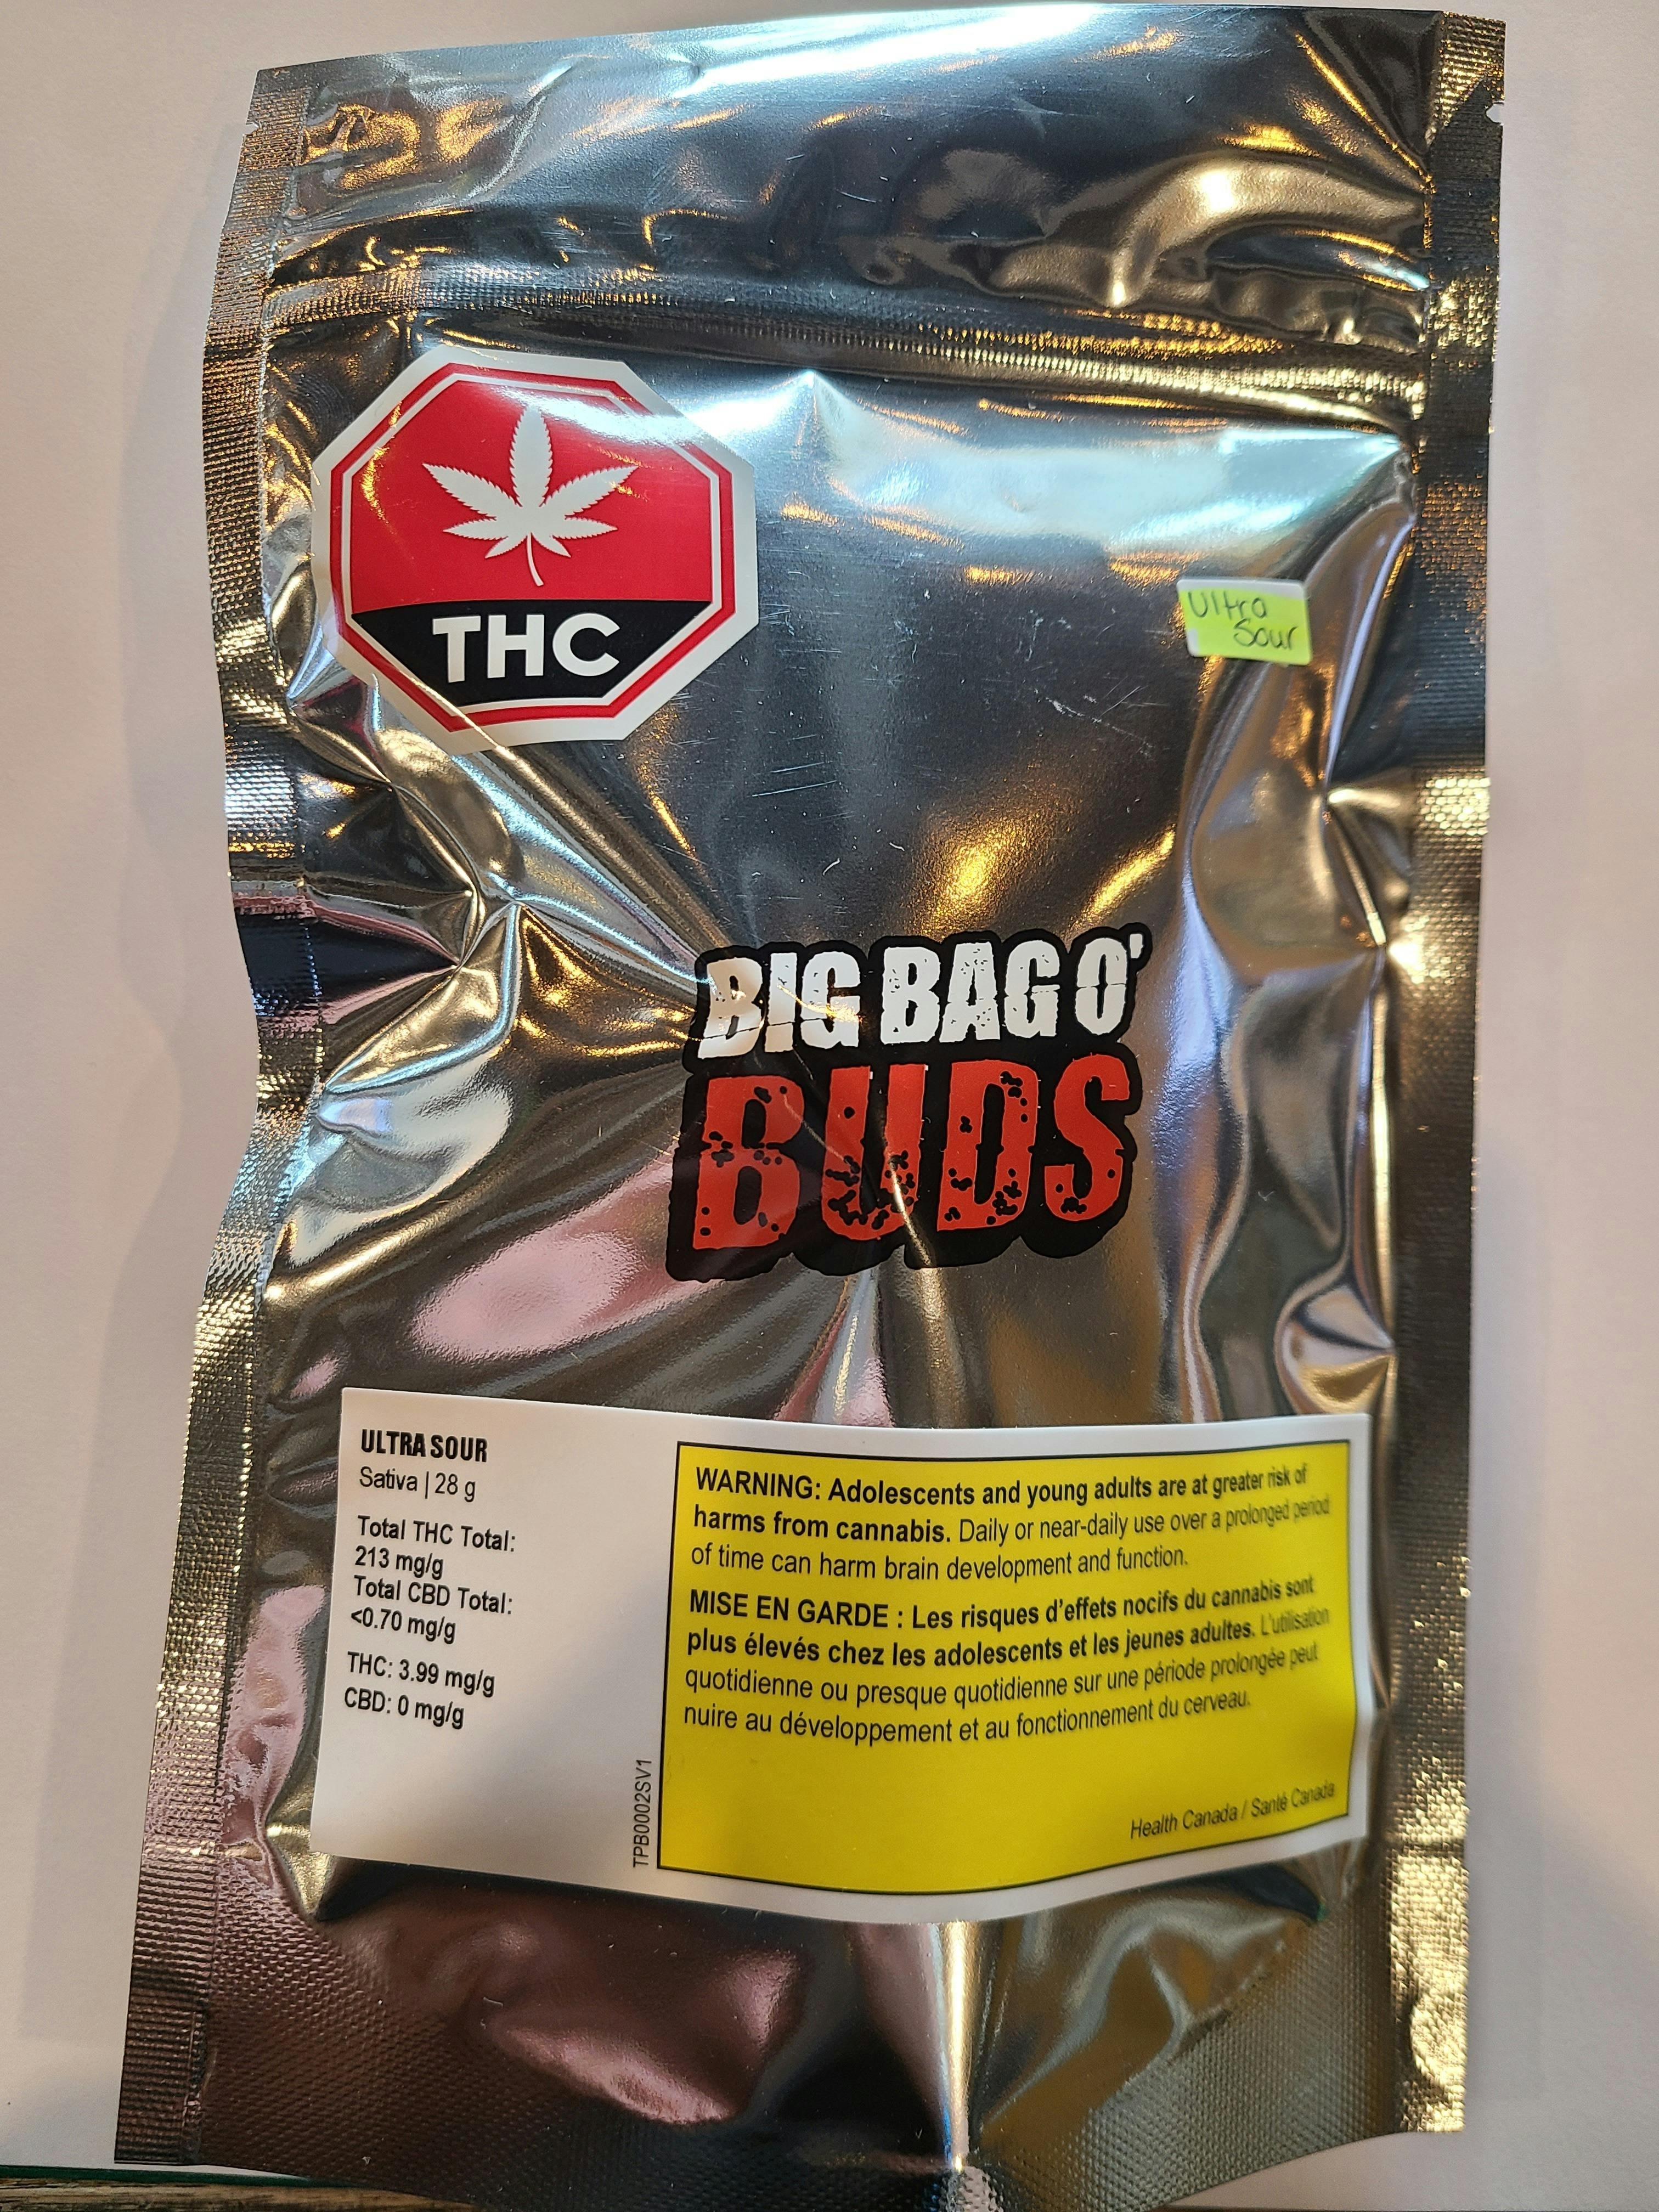 THC
Ultra
Sour
BIG BAG O'
BUDS
ULTRA SOUR
Sativa | 28 g
Total THC Total:
213 mg/g
Total CBD Total:
<0.70 mg/g
THC: 3.99 mg/g
CBD: 0 mg/g
TPB0002SV1
WARNING: Adolescents and young adults are at greater risk of
harms from cannabis. Daily or near-daily use over a prolonged period
of time can harm brain development and function.
MISE EN GARDE : Les risques d'effets nocifs du cannabis sont
plus élevés chez les adolescents et les jeunes adultes. L'utilisation
quotidienne ou presque quotidienne sur une période prolongée peut
nuire au développement et au fonctionnement du cerveau.
Health Canada / Santé Canada